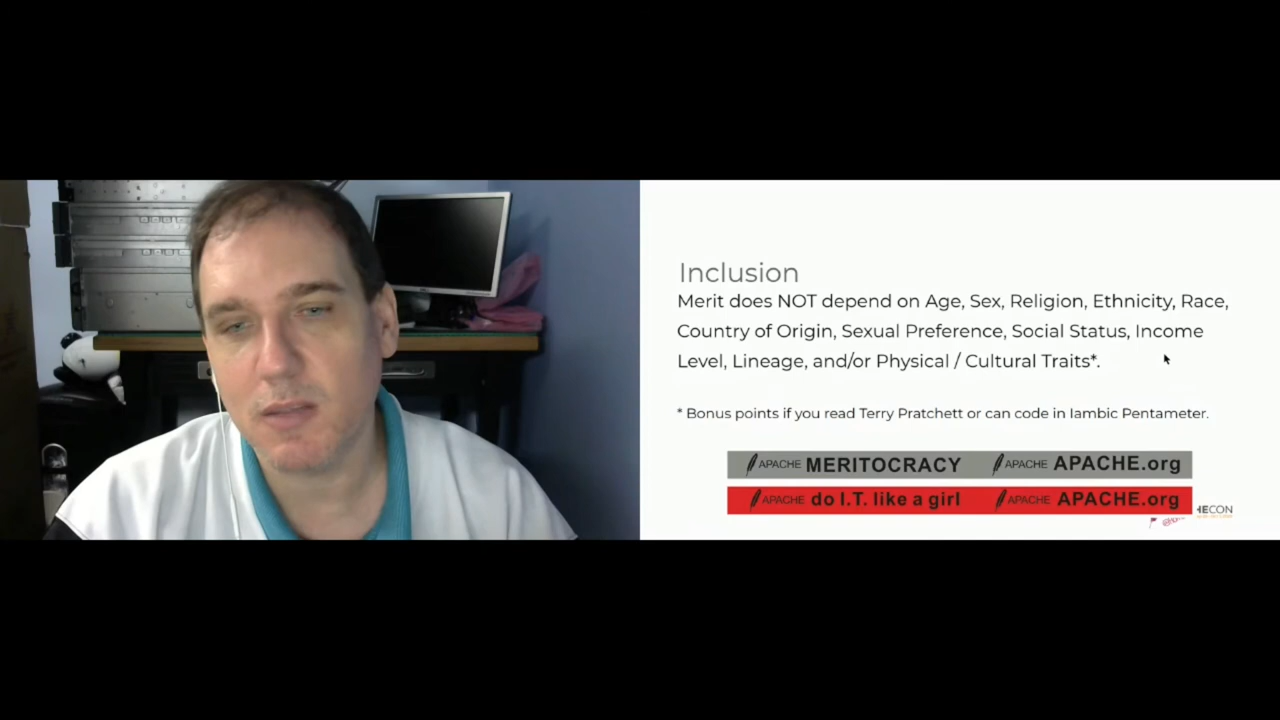 Inclusion
Merit does NOT depend on Age, Sex, Religion, Ethnicity, Race,
Country of Origin, Sexual Preference, Social Status, Income
Level, Lineage, and/or Physical / Cultural Traits*.
* Bonus points if you read Terry Pratchett or can code in Iambic Pentameter.
APACHE MERITOCRACY APACHE APACHE.org
APACHE do I.T. like a girl APACHE APACHE.org
HECON